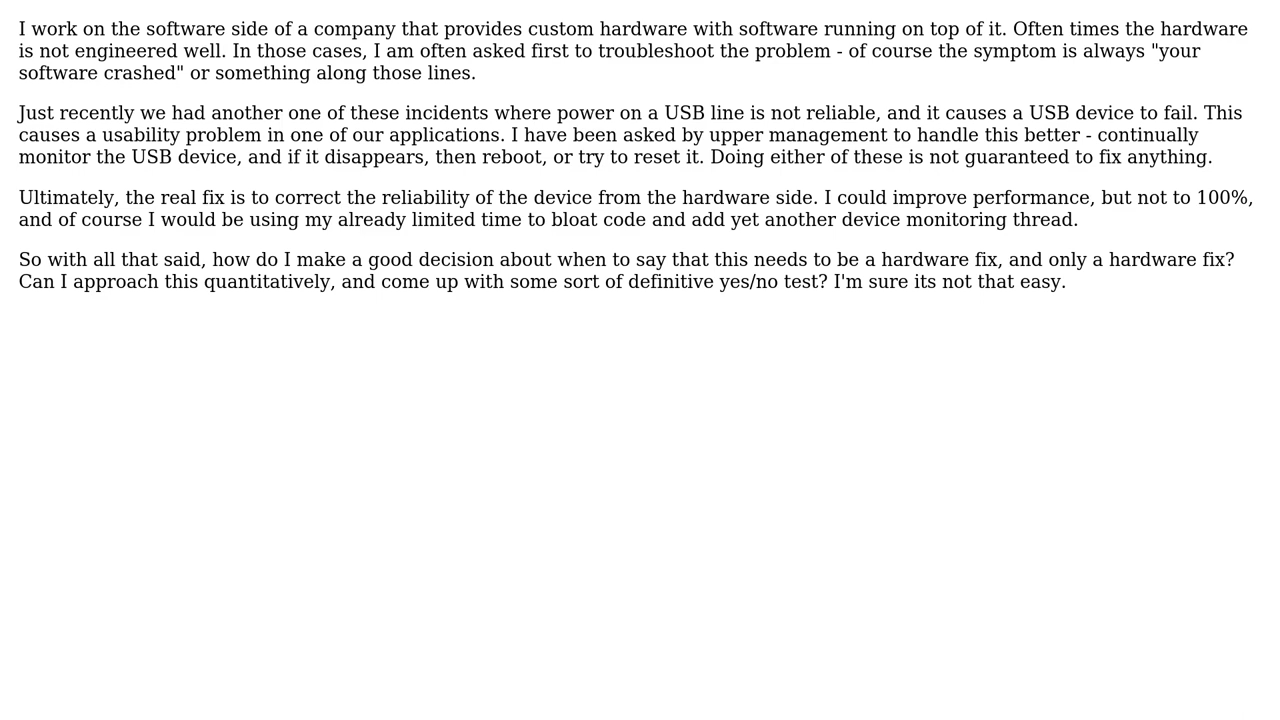 I work on the software side of a company that provides custom hardware with software running on top of it. Often times the hardware
is not engineered well. In those cases, I am often asked first to troubleshoot the problem - of course the symptom is always "your
software crashed" or something along those lines.
Just recently we had another one of these incidents where power on a USB line is not reliable, and it causes a USB device to fail. This
causes a usability problem in one of our applications. I have been asked by upper management to handle this better - continually
monitor the USB device, and if it disappears, then reboot, or try to reset it. Doing either of these is not guaranteed to fix anything.
Ultimately, the real fix is to correct the reliability of the device from the hardware side. I could improve performance, but not to 100%,
and of course I would be using my already limited time to bloat code and add yet another device monitoring thread.
So with all that said, how do I make a good decision about when to say that this needs to be a hardware fix, and only a hardware fix?
Can I approach this quantitatively, and come up with some sort of definitive yes/no test? I'm sure its not that easy.